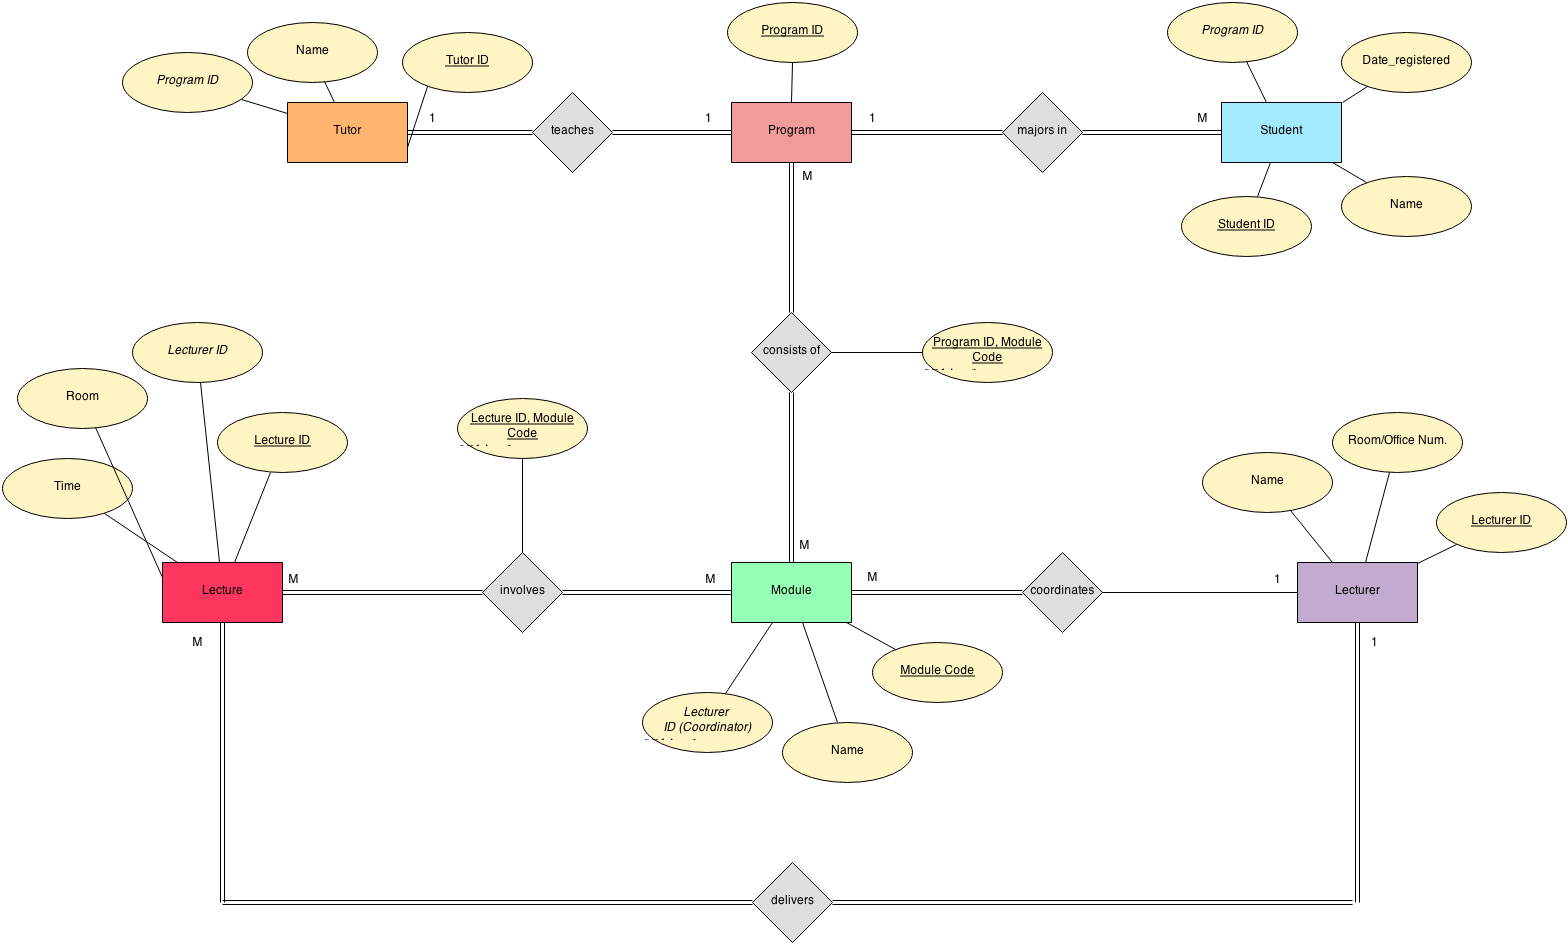 Program ID
Name
Tutor ID
Program ID
Program ID
Date_registered
Tutor
1
teaches
1
Program
1
majors in
M
Student
M
Student ID
Name
Lecturer ID
Room
Lecture ID
Time
Lecture ID, Module
Code
consists of
Program ID, Module
Code
Name
Room/Office Num.
Lecturer ID
M
Lecture
M
involves
M
Module
M
coordinates
1
Lecturer
M
1
Lecturer
ID (Coordinator)
Name
Module Code
delivers